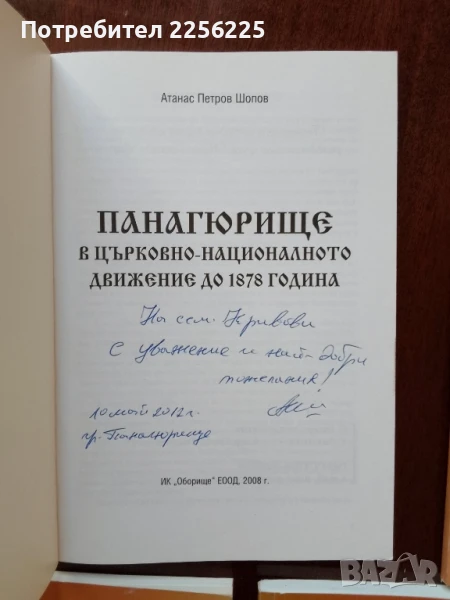 Потребител 2256225
Атанас Петров Шопов
ПАНАГЮРИЩЕ
В ЦЪРКОВНО-НАЦИОНАЛНОТО
ДВИЖЕНИЕ ДО 1878 ГОДИНА
На сем. Кривови
с уважение и най-добри
пожелания!
10 май 2012 г.
гр. Панагюрище
ИК „Оборище" ЕООД, 2008 г.
BAZAR